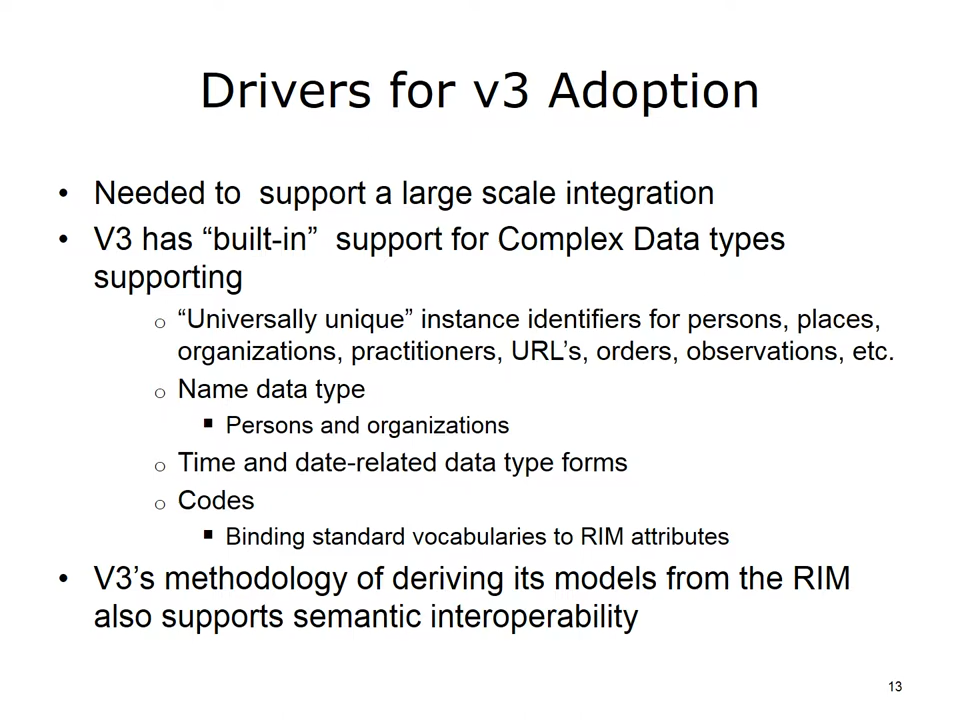 Drivers for v3 Adoption
• Needed to  support a large scale integration
• V3 has “built-in”  support for Complex Data types
supporting
o “Universally unique” instance identifiers for persons, places,
organizations, practitioners, URL’s, orders, observations, etc.
o Name data type
▪ Persons and organizations
o Time and date-related data type forms
o Codes
▪ Binding standard vocabularies to RIM attributes
• V3’s methodology of deriving its models from the RIM
also supports semantic interoperability
13